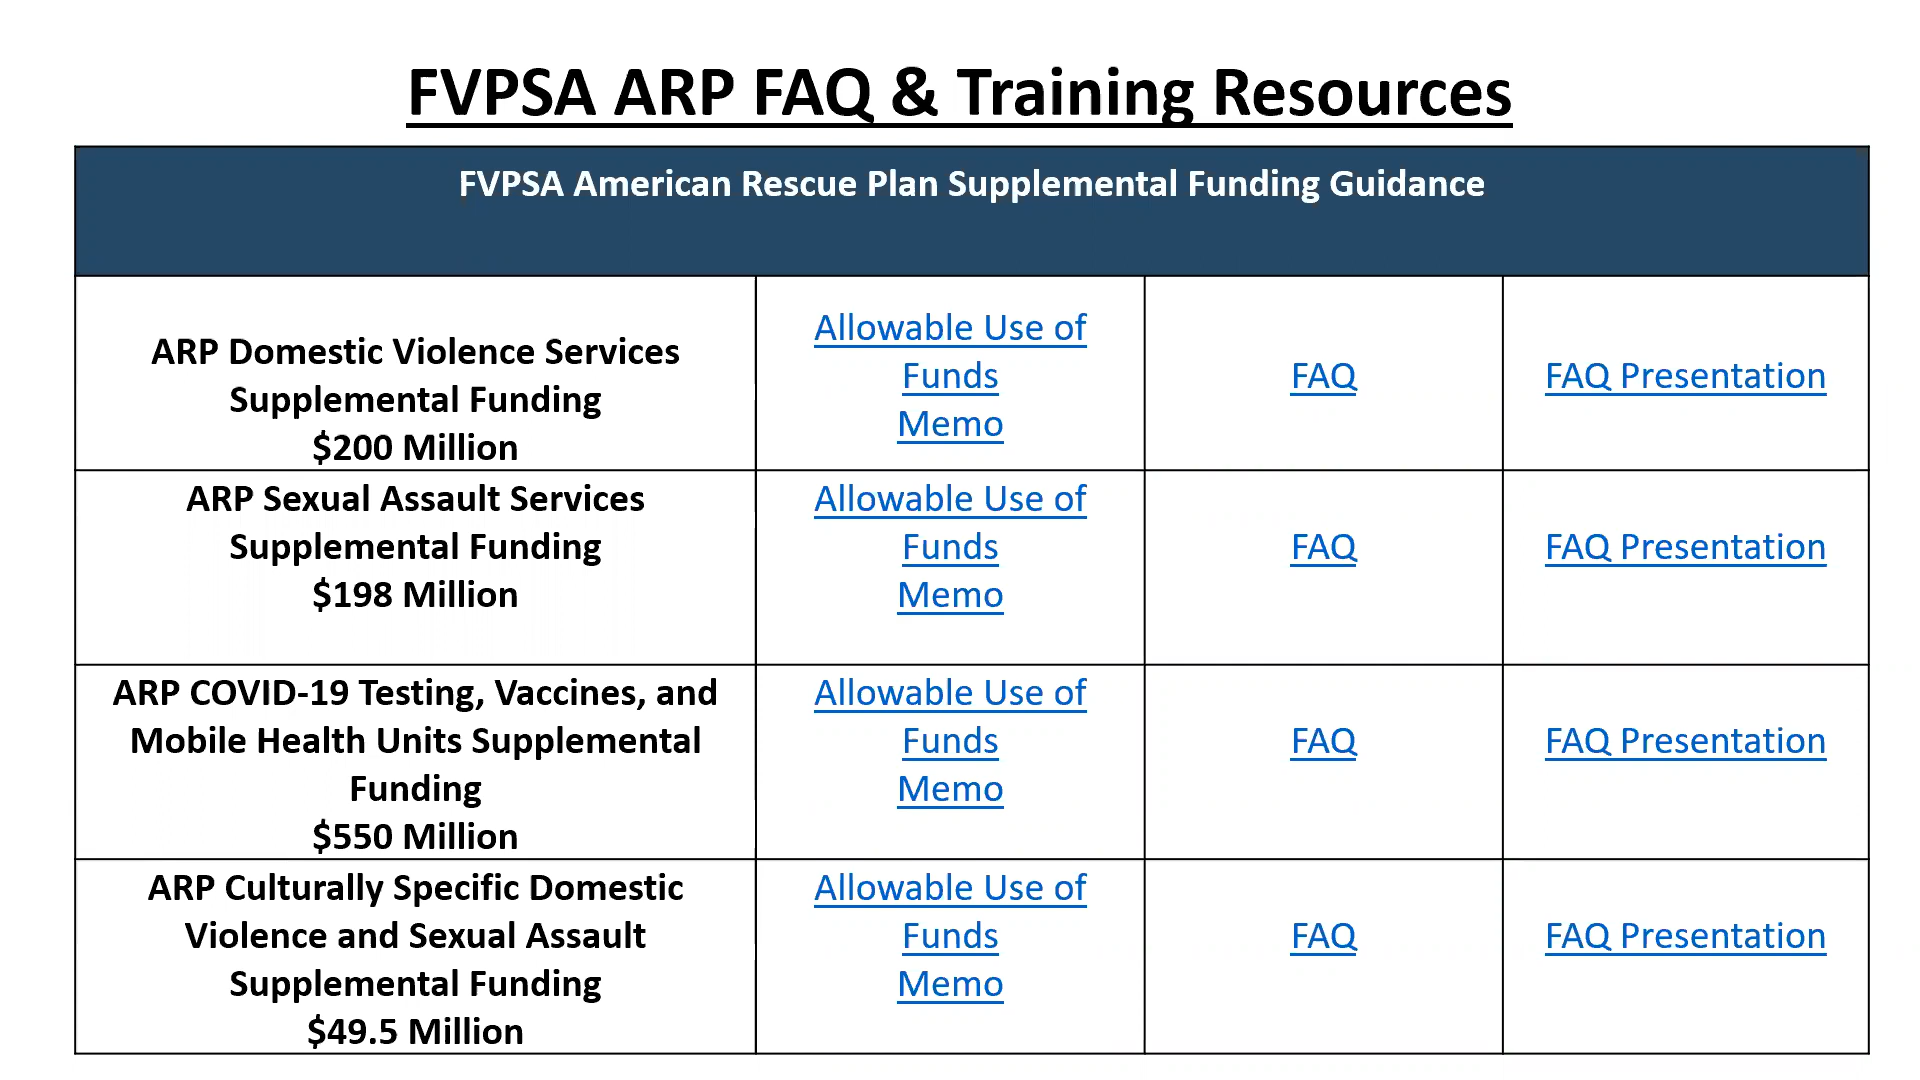 FVPSA ARP FAQ & Training Resources
FVPSA American Rescue Plan Supplemental Funding Guidance
ARP Domestic Violence Services
Supplemental Funding
$200 Million
Allowable Use of
Funds
Memo
FAQ
FAQ Presentation
ARP Sexual Assault Services
Supplemental Funding
$198 Million
Allowable Use of
Funds
Memo
FAQ
FAQ Presentation
ARP COVID-19 Testing, Vaccines, and
Mobile Health Units Supplemental
Funding
$550 Million
Allowable Use of
Funds
Memo
FAQ
FAQ Presentation
ARP Culturally Specific Domestic
Violence and Sexual Assault
Supplemental Funding
$49.5 Million
Allowable Use of
Funds
Memo
FAQ
FAQ Presentation